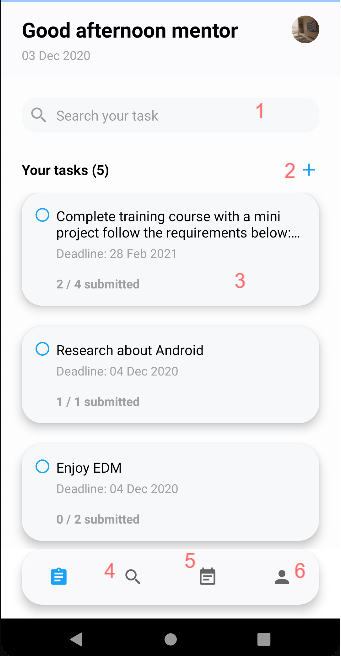 Good afternoon mentor
03 Dec 2020
Search your task
1
Your tasks (5)
2
Complete training course with a mini
project follow the requirements below:...
Deadline: 28 Feb 2021
2 / 4 submitted
3
Research about Android
Deadline: 04 Dec 2020
1 / 1 submitted
Enjoy EDM
Deadline: 04 Dec 2020
0 / 2 submitted
4
5
6